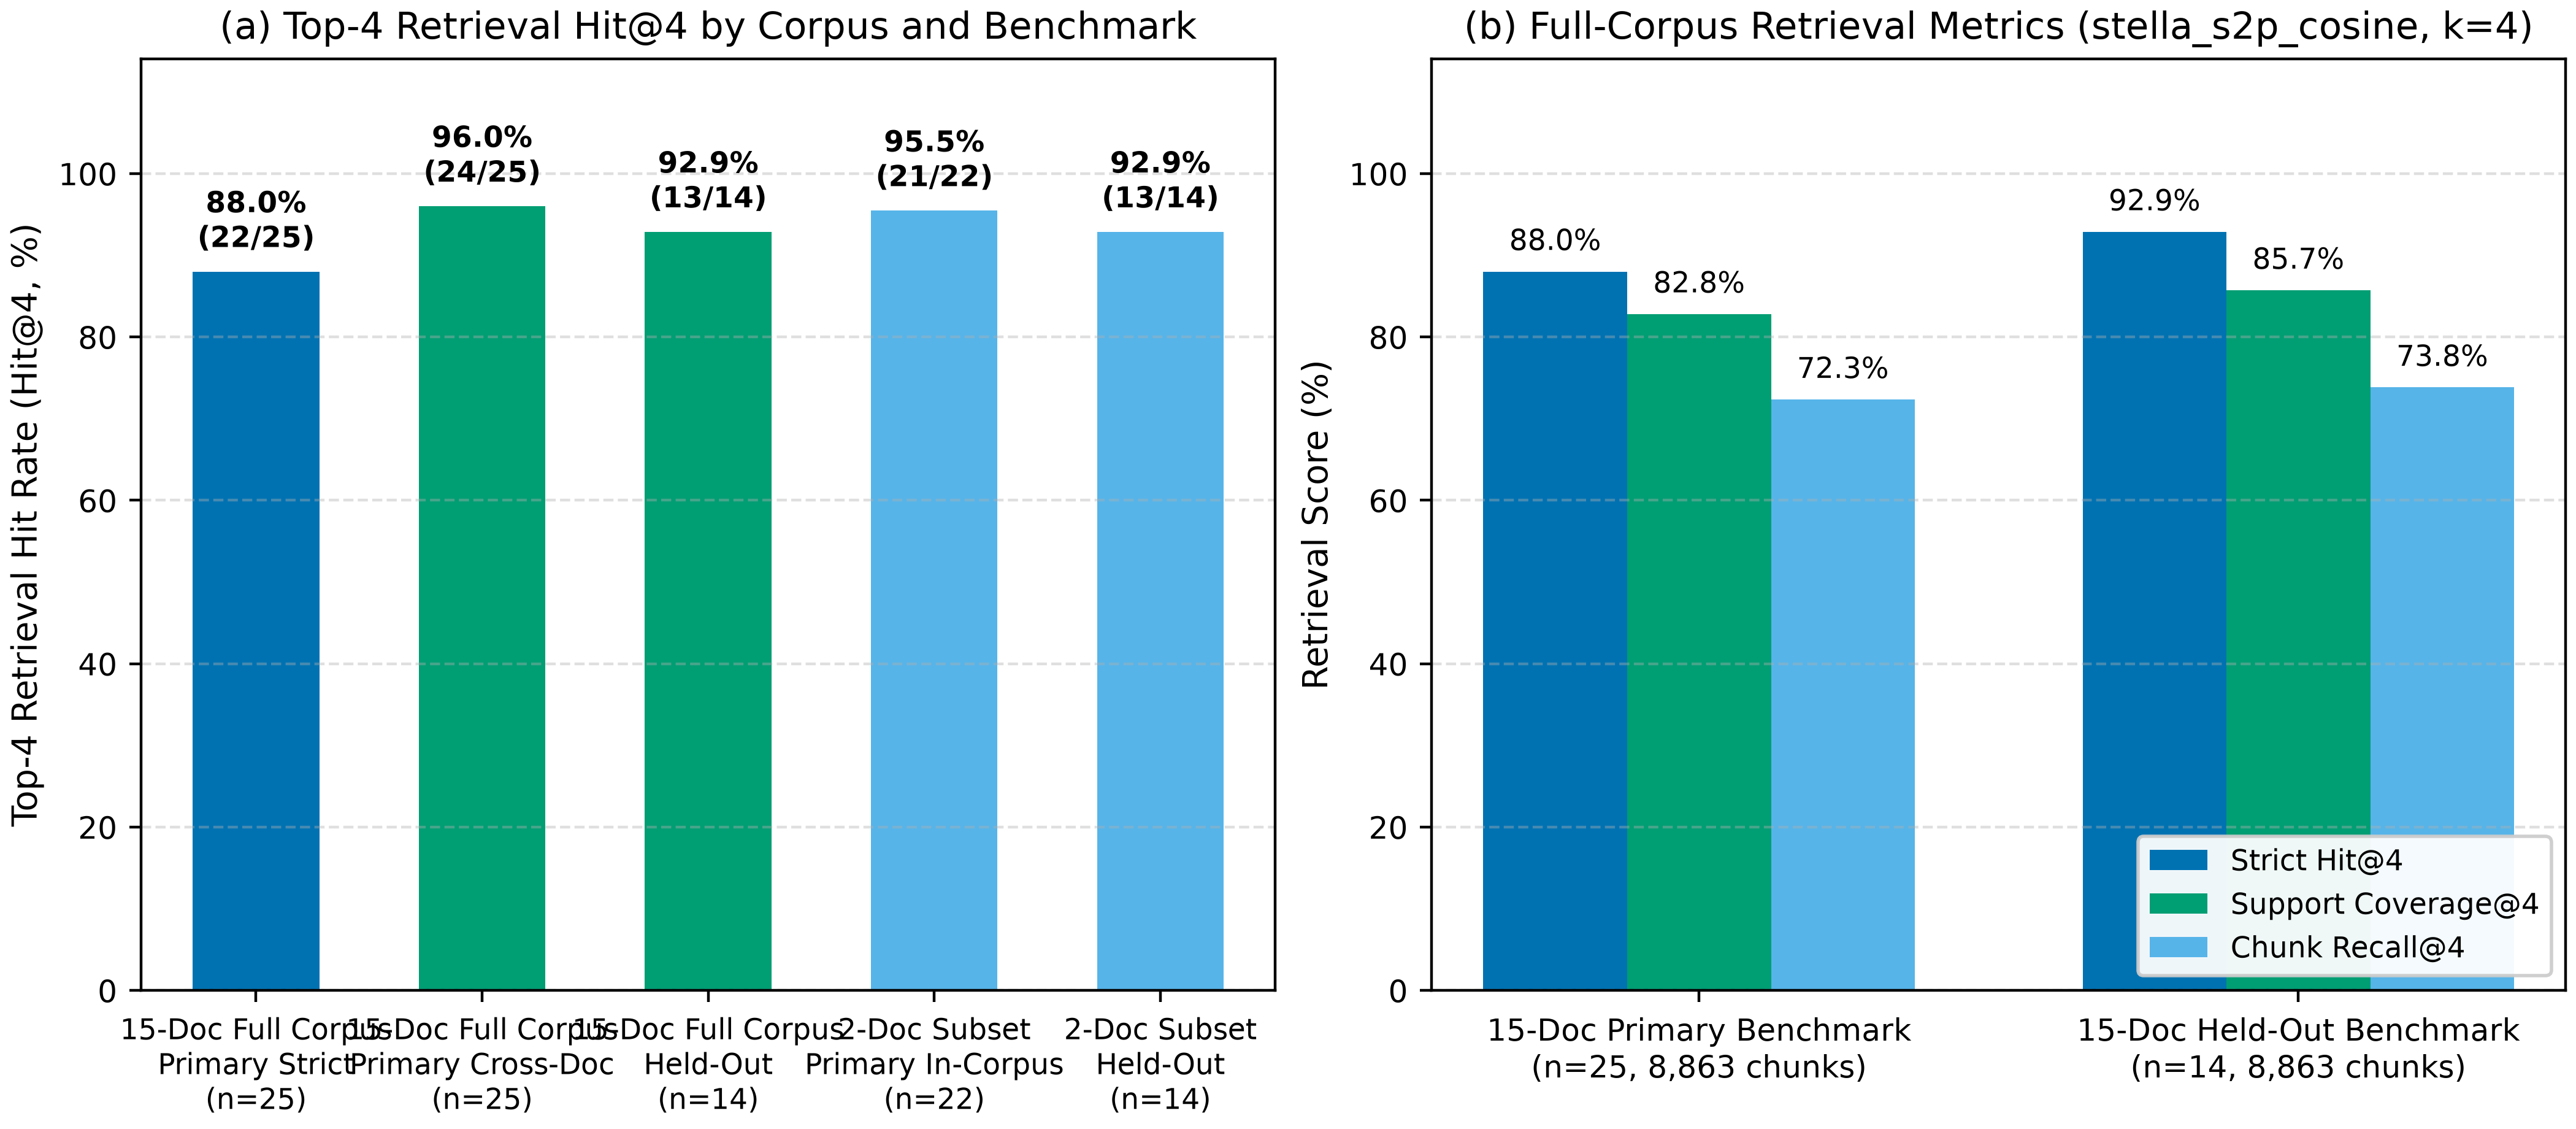 (a) Top-4 Retrieval Hit@4 by Corpus and Benchmark
Top-4 Retrieval Hit Rate (Hit@4, %)
100
80
60
40
20
0
88.0%
(22/25)
96.0%
(24/25)
92.9%
(13/14)
95.5%
(21/22)
92.9%
(13/14)
15-Doc Full Corpus
Primary Strict
(n=25)
15-Doc Full Corpus
Primary Cross-Doc
(n=25)
15-Doc Full Corpus
Held-Out
(n=14)
2-Doc Subset
Primary In-Corpus
(n=22)
2-Doc Subset
Held-Out
(n=14)
(b) Full-Corpus Retrieval Metrics (stella_s2p_cosine, k=4)
Retrieval Score (%)
100
80
60
40
20
0
88.0%
82.8%
72.3%
92.9%
85.7%
73.8%
Strict Hit@4
Support Coverage@4
Chunk Recall@4
15-Doc Primary Benchmark
(n=25, 8,863 chunks)
15-Doc Held-Out Benchmark
(n=14, 8,863 chunks)